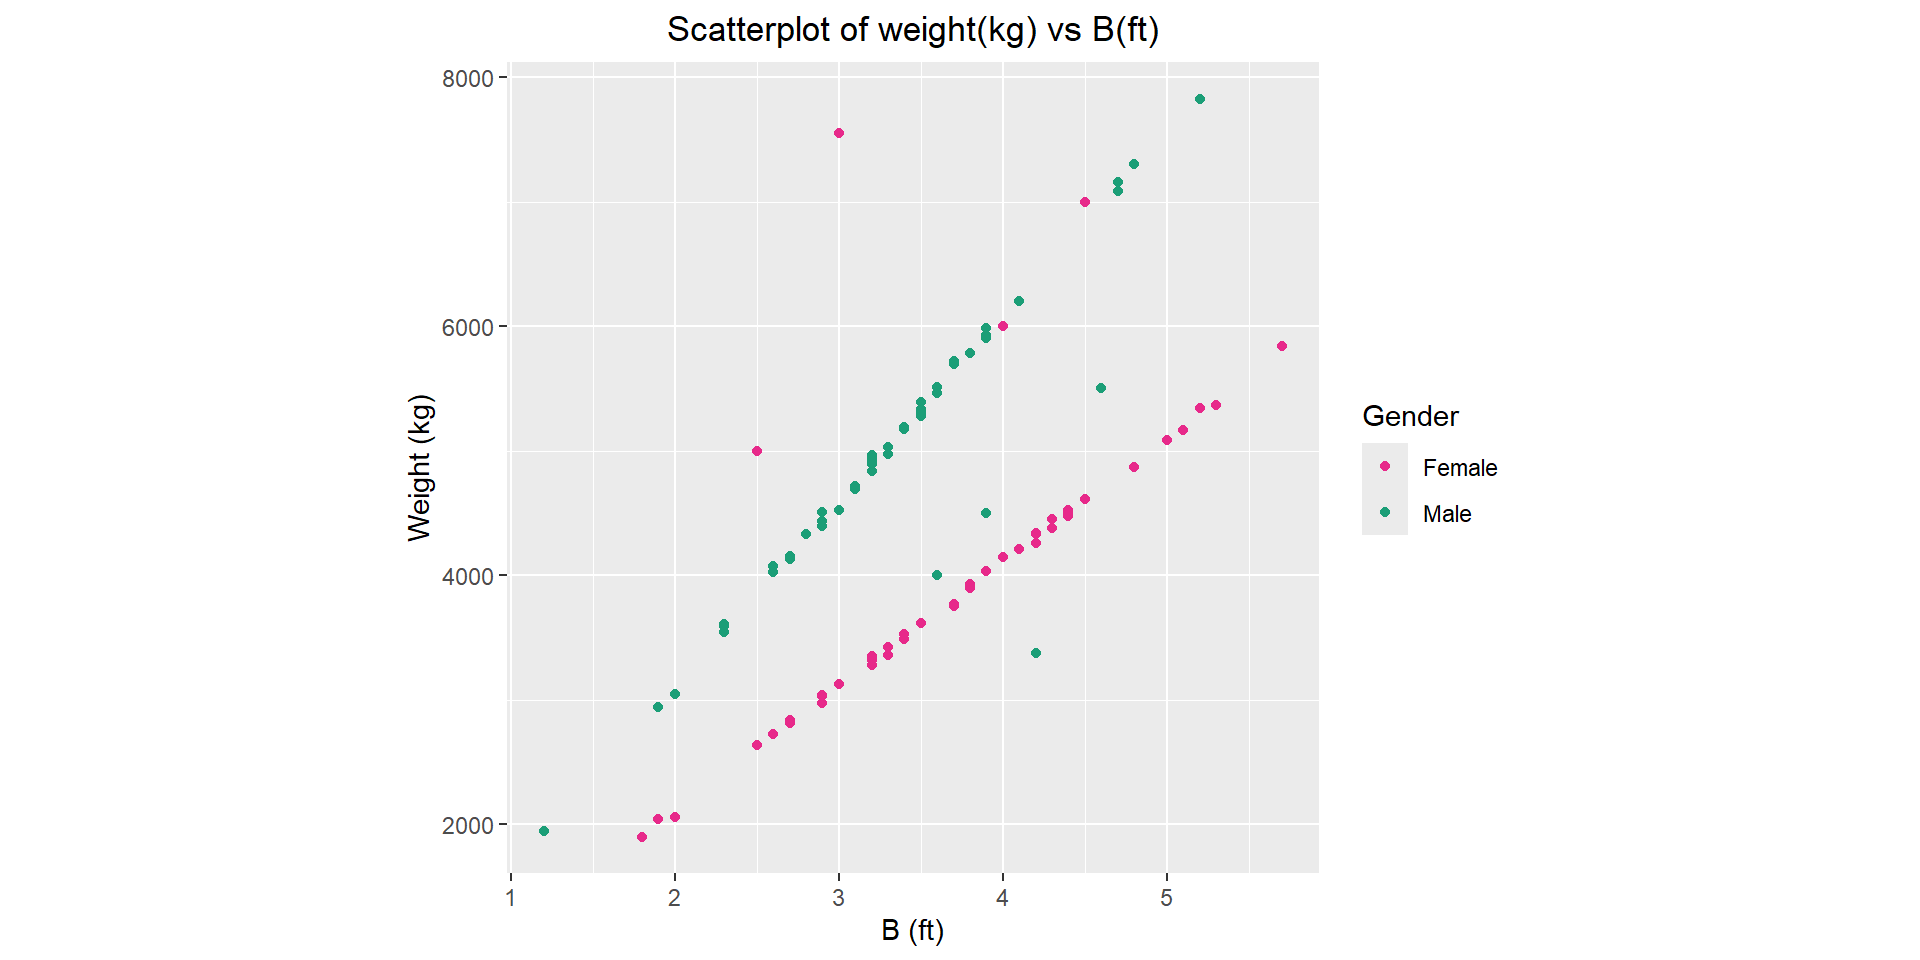 Scatterplot of weight(kg) vs B(ft)
8000
6000
4000
2000
Weight (kg)
1 2 3 4 5
B (ft)
Gender
Female
Male